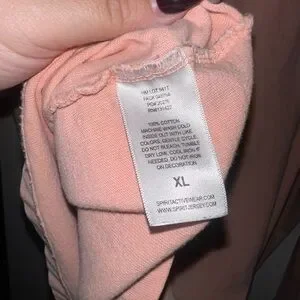 100% COTTON
MACHINE WASH COLD
INSIDE OUT WITH LIKE
COLORS, GENTLE CYCLE
DO NOT BLEACH, TUMBLE
DRY LOW, COOL IRON IF
NEEDED, DO NOT IRON
ON DECORATION
XL
SPIRITACTIVEWEAR.COM
WWW.SPIRITJERSEY.COM